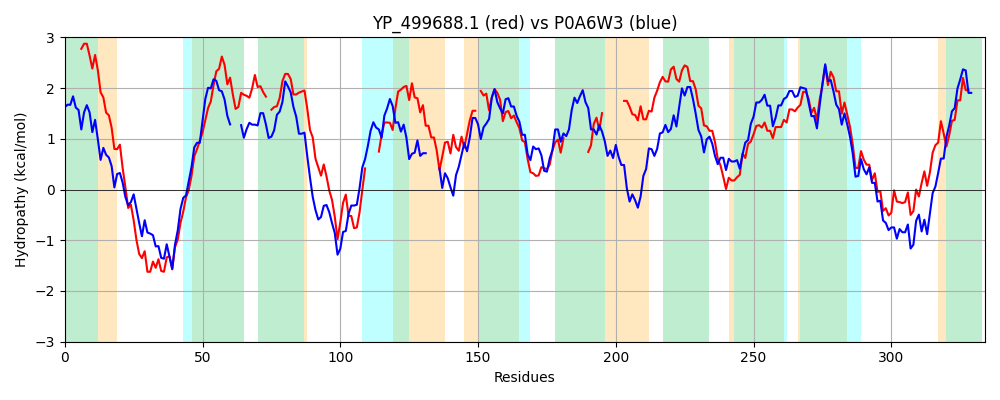 YP_499688.1 (red) vs P0A6W3 (blue)
Hydropathy (kcal/mol)
3
2
1
0
−1
−2
−3
0 50 100 150 200 250 300
Residues